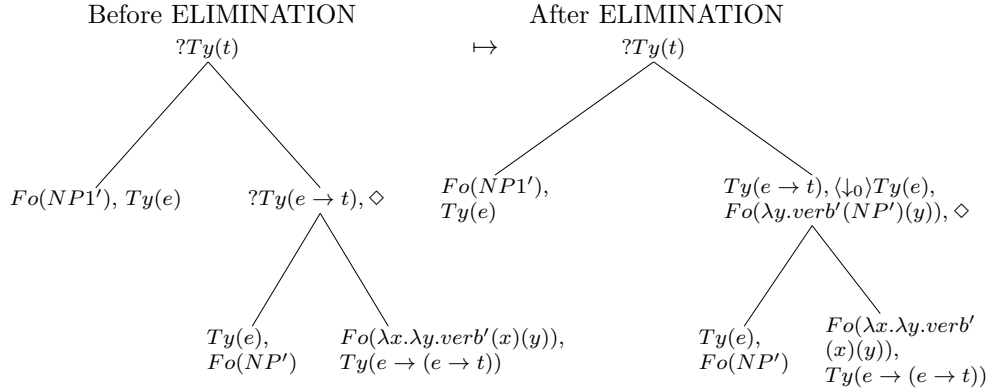 Before ELIMINATION
After ELIMINATION
?Ty(t)
↦
?Ty(t)
Fo(NP1′), Ty(e)
?Ty(e → t), ◇
Fo(NP1′),
Ty(e)
Ty(e → t), ⟨↓₀⟩Ty(e),
Fo(λy.verb′(NP′)(y)), ◇
Ty(e),
Fo(NP′)
Fo(λx.λy.verb′(x)(y)),
Ty(e → (e → t))
Ty(e),
Fo(NP′)
Fo(λx.λy.verb′
(x)(y)),
Ty(e → (e → t))